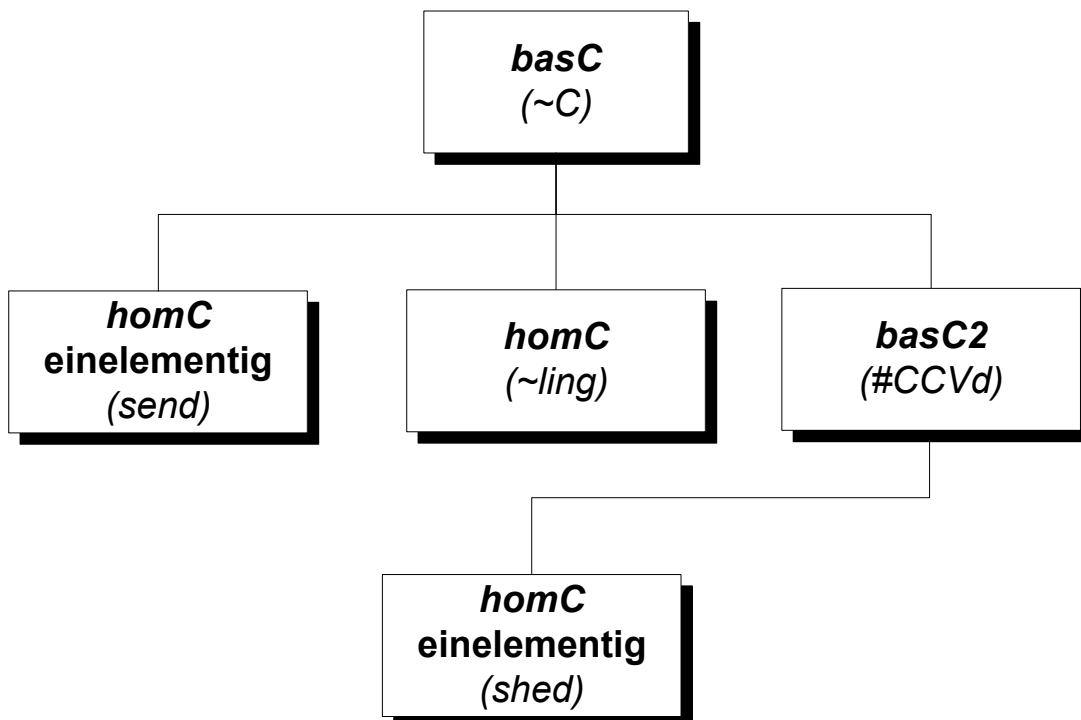 basC
(~C)
homC
einelementig
(send)
homC
(~ling)
basC2
(#CCVd)
homC
einelementig
(shed)